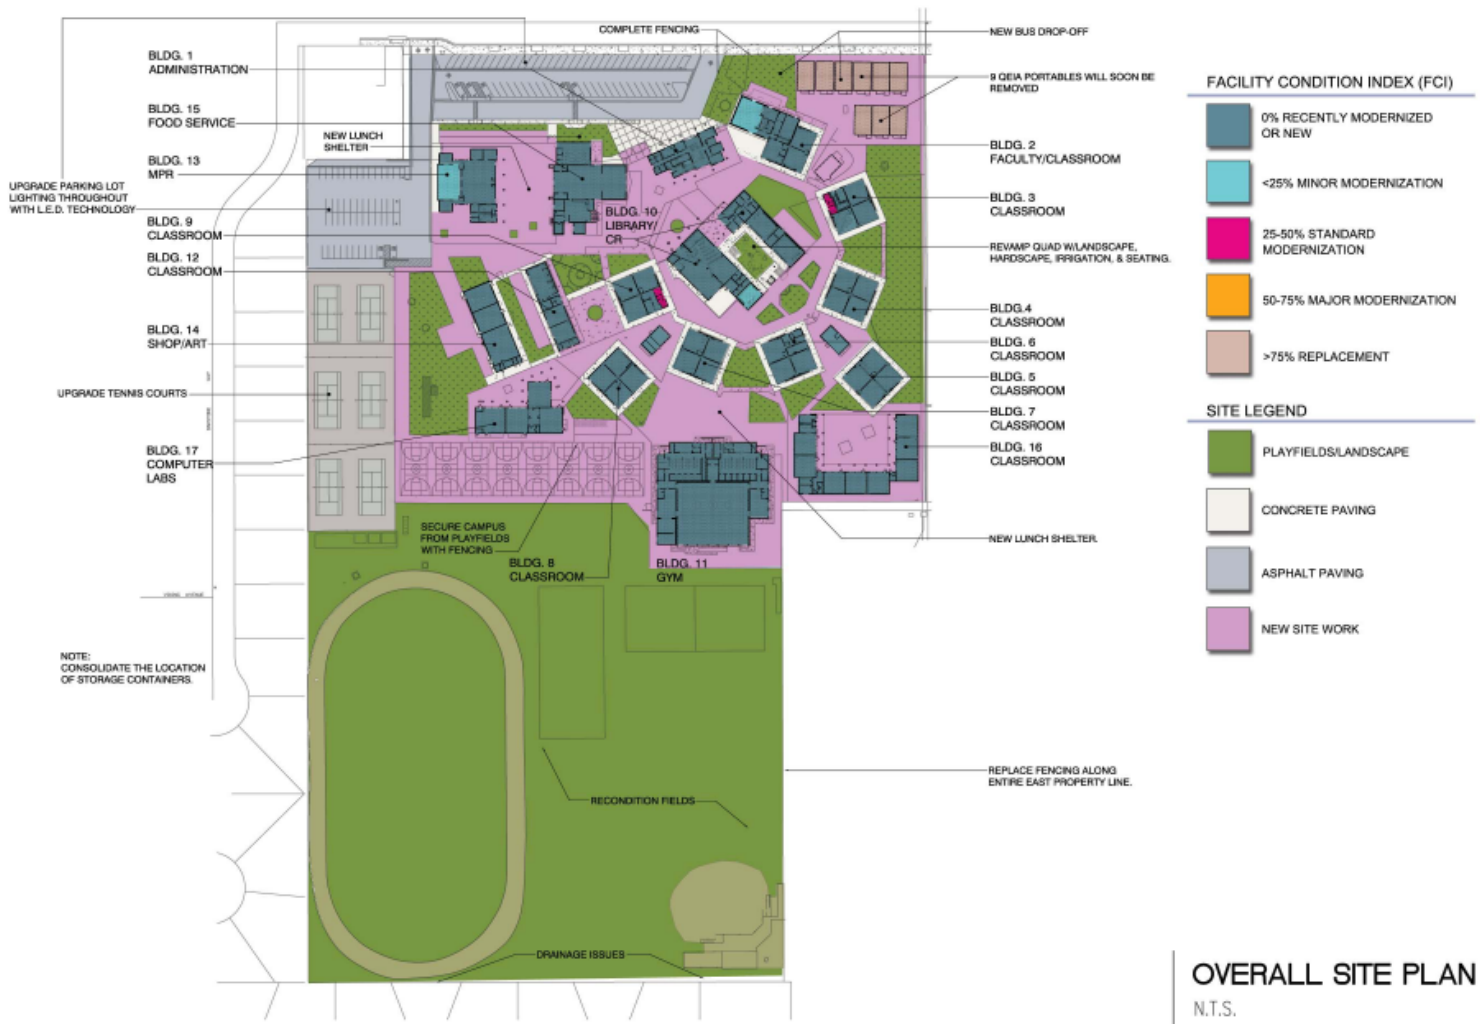 COMPLETE FENCING
NEW BUS DROP-OFF
BLDG. 1
ADMINISTRATION
9 QEIA PORTABLES WILL SOON BE
REMOVED
BLDG. 15
FOOD SERVICE
NEW LUNCH
SHELTER
BLDG. 2
FACULTY/CLASSROOM
BLDG. 13
MPR
UPGRADE PARKING LOT
LIGHTING THROUGHOUT
WITH L.E.D. TECHNOLOGY
BLDG. 3
CLASSROOM
BLDG. 9
CLASSROOM
BLDG. 10
LIBRARY/
CR
REVAMP QUAD W/LANDSCAPE,
HARDSCAPE, IRRIGATION, & SEATING.
BLDG. 12
CLASSROOM
BLDG.4
CLASSROOM
BLDG. 14
SHOP/ART
BLDG. 6
CLASSROOM
BLDG. 5
CLASSROOM
UPGRADE TENNIS COURTS
BLDG. 7
CLASSROOM
BLDG. 16
CLASSROOM
BLDG. 17
COMPUTER
LABS
SECURE CAMPUS
FROM PLAYFIELDS
WITH FENCING
NEW LUNCH SHELTER.
BLDG. 8
CLASSROOM
BLDG. 11
GYM
NOTE:
CONSOLIDATE THE LOCATION
OF STORAGE CONTAINERS.
REPLACE FENCING ALONG
ENTIRE EAST PROPERTY LINE.
RECONDITION FIELDS
DRAINAGE ISSUES
FACILITY CONDITION INDEX (FCI)
0% RECENTLY MODERNIZED
OR NEW
<25% MINOR MODERNIZATION
25-50% STANDARD
MODERNIZATION
50-75% MAJOR MODERNIZATION
>75% REPLACEMENT
SITE LEGEND
PLAYFIELDS/LANDSCAPE
CONCRETE PAVING
ASPHALT PAVING
NEW SITE WORK
OVERALL SITE PLAN
N.T.S.